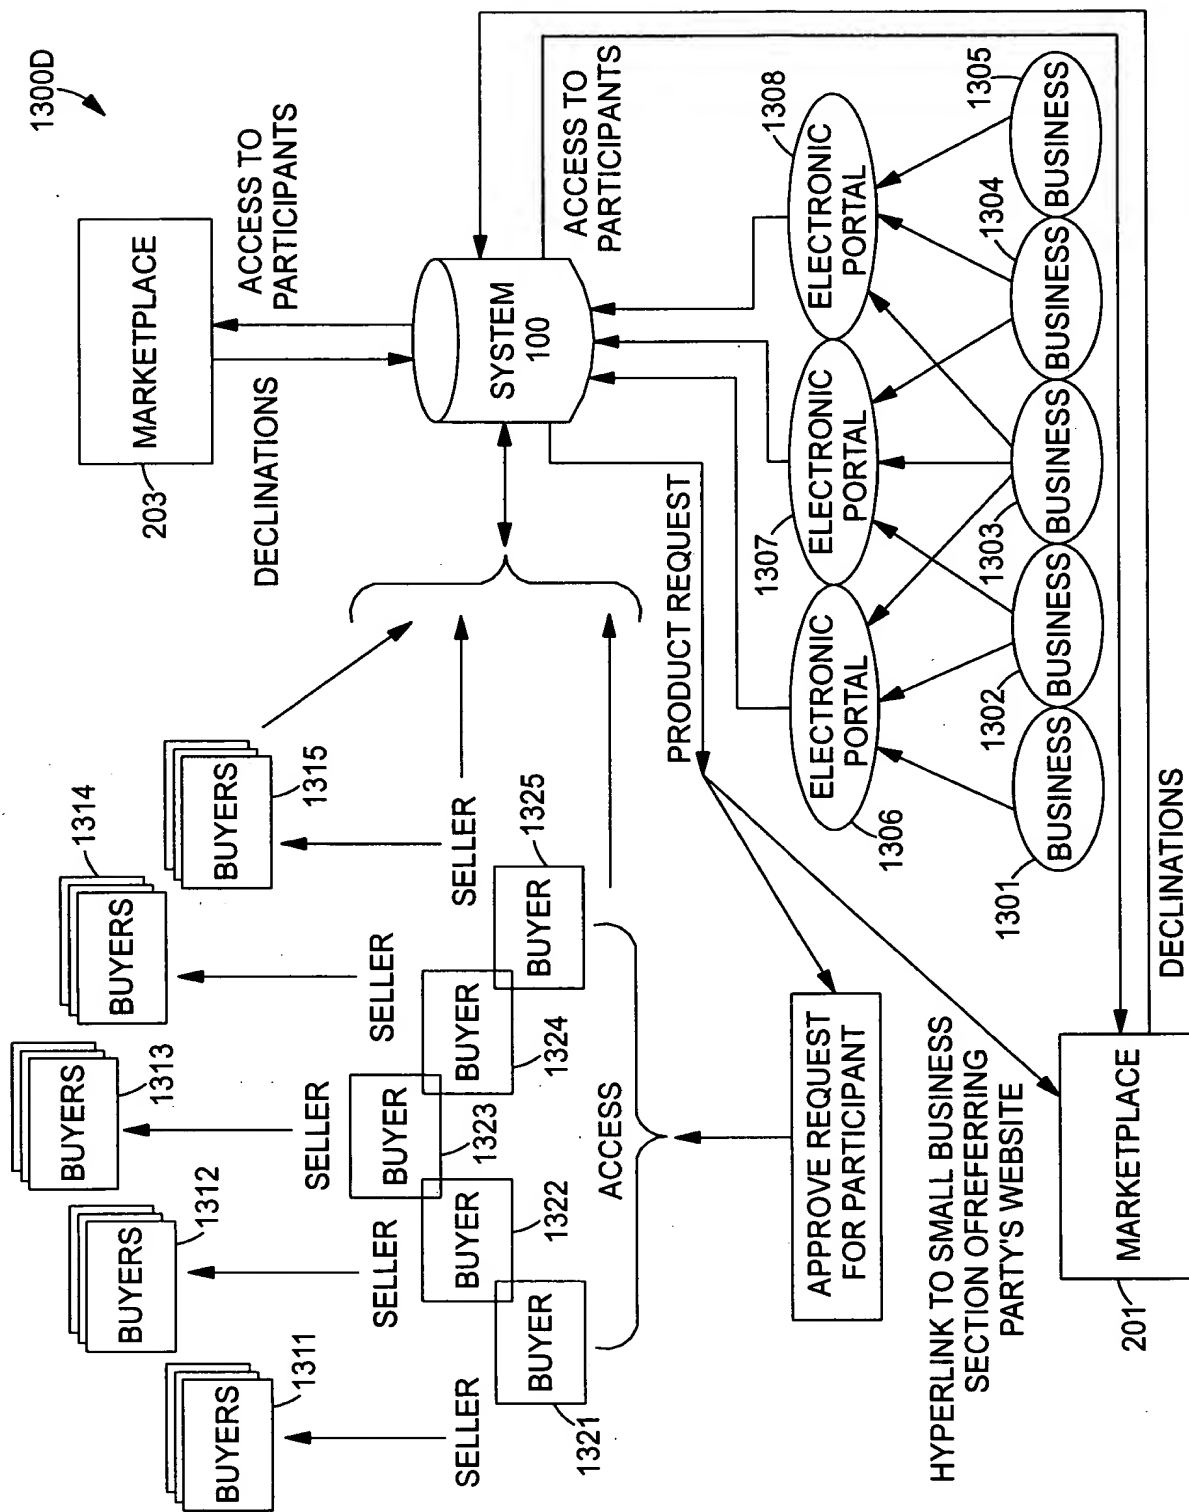 1300D
MARKETPLACE
203
ACCESS TO
PARTICIPANTS
DECLINATIONS
SYSTEM
100
ACCESS TO
PARTICIPANTS
PRODUCT REQUEST
BUYERS
1311
BUYERS
1312
BUYERS
1313
BUYERS
1314
BUYERS
1315
SELLER
SELLER
SELLER
SELLER
SELLER
BUYER
1321
BUYER
1322
BUYER
1323
BUYER
1324
BUYER
1325
ACCESS
APPROVE REQUEST
FOR PARTICIPANT
HYPERLINK TO SMALL BUSINESS
SECTION OFREFERRING
PARTY'S WEBSITE
MARKETPLACE
201
DECLINATIONS
ELECTRONIC
PORTAL
1306
ELECTRONIC
PORTAL
1307
ELECTRONIC
PORTAL
1308
BUSINESS
1301
BUSINESS
1302
BUSINESS
1303
BUSINESS
1304
BUSINESS
1305